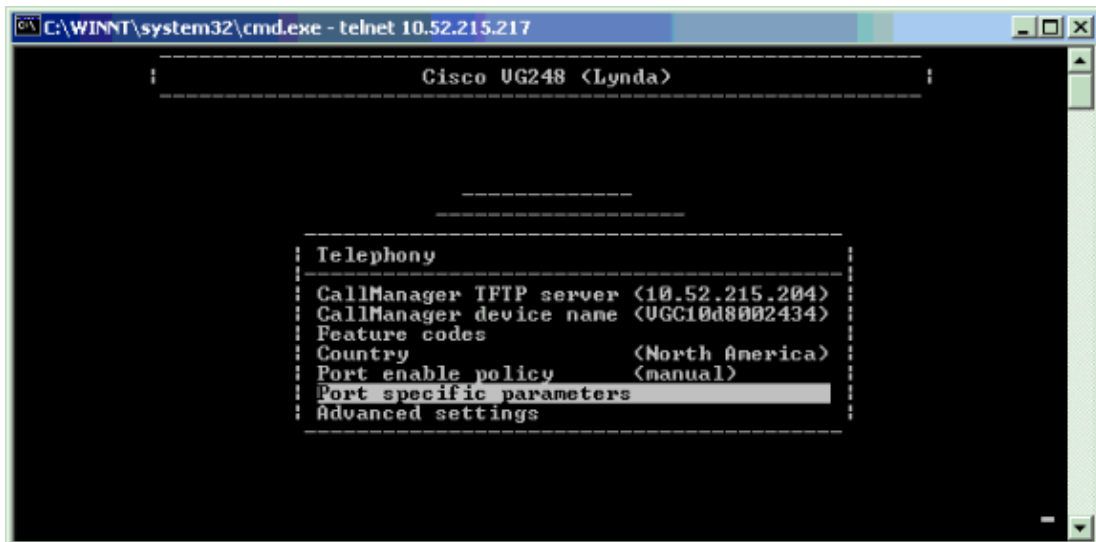 C:\WINNT\system32\cmd.exe - telnet 10.52.215.217
Cisco VG248 (Lynda)
Telephony
CallManager TFTP server (10.52.215.204)
CallManager device name (VGC10d8002434)
Feature codes
Country (North America)
Port enable policy (manual)
Port specific parameters
Advanced settings